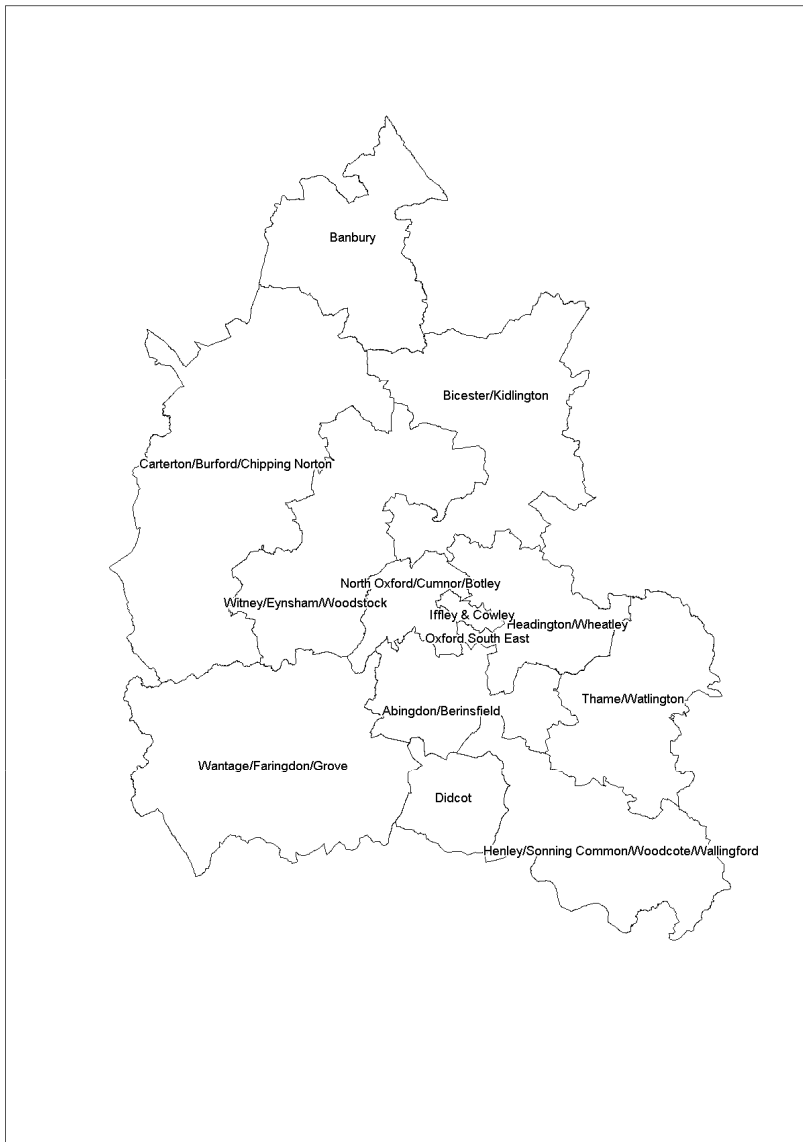 Banbury
Bicester/Kidlington
Carterton/Burford/Chipping Norton
North Oxford/Cumnor/Botley
Witney/Eynsham/Woodstock
Iffley & Cowley
Headington/Wheatley
Oxford South East
Thame/Watlington
Abingdon/Berinsfield
Wantage/Faringdon/Grove
Didcot
Henley/Sonning Common/Woodcote/Wallingford